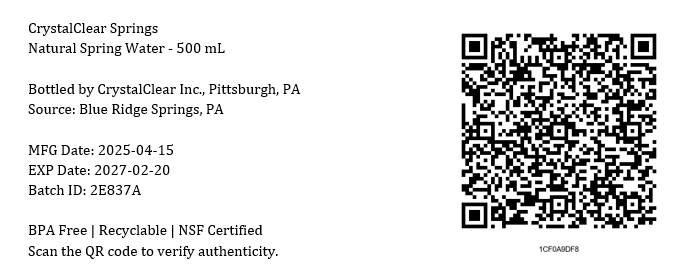 CrystalClear Springs
Natural Spring Water - 500 mL
Bottled by CrystalClear Inc., Pittsburgh, PA
Source: Blue Ridge Springs, PA
MFG Date: 2025-04-15
EXP Date: 2027-02-20
Batch ID: 2E837A
BPA Free | Recyclable | NSF Certified
Scan the QR code to verify authenticity.
1CF0A9DF8